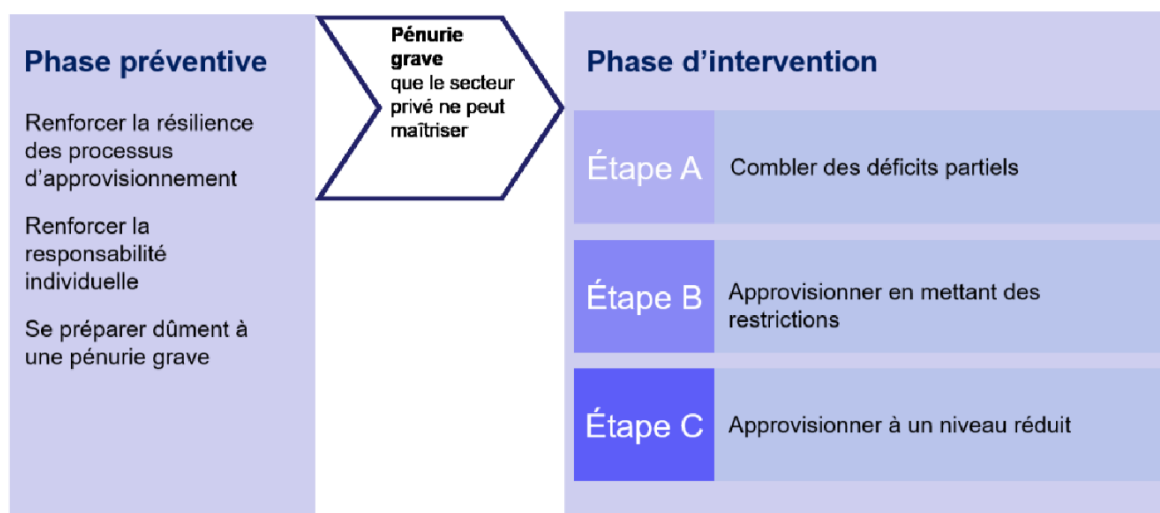 Phase préventive
Renforcer la résilience
des processus
d'approvisionnement
Renforcer la
responsabilité
individuelle
Se préparer dûment à
une pénurie grave
Pénurie
grave
que le secteur
privé ne peut
maîtriser
Phase d'intervention
Étape A
Combler des déficits partiels
Étape B
Approvisionner en mettant des
restrictions
Étape C
Approvisionner à un niveau réduit